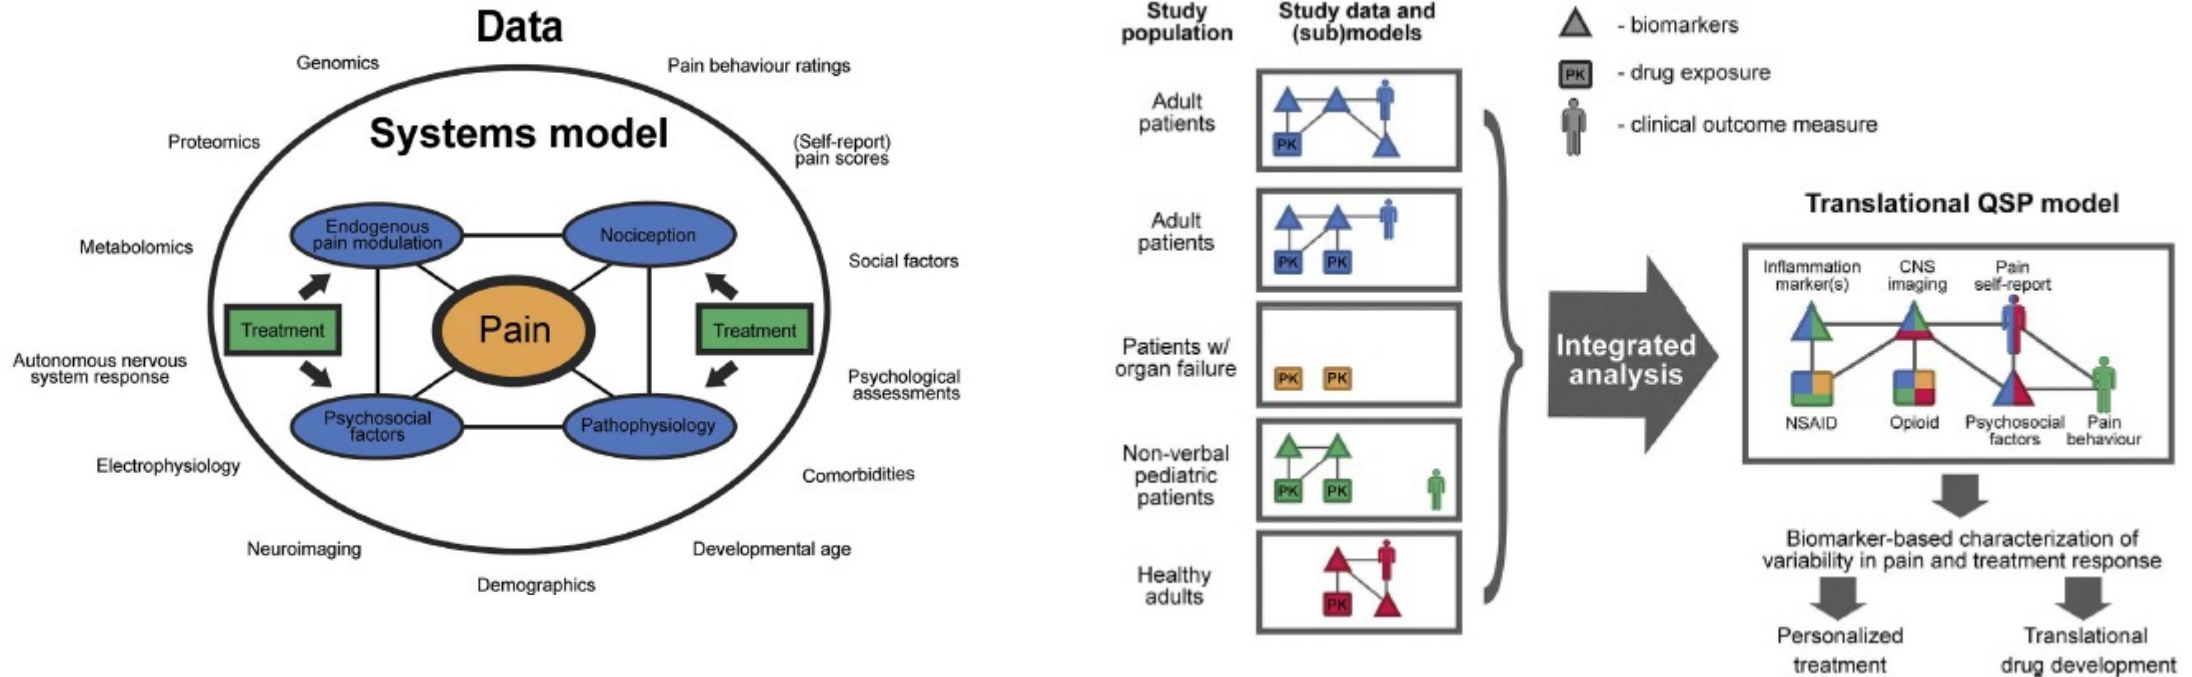 Data
Genomics
Pain behaviour ratings
Systems model
Proteomics
(Self-report)
pain scores
Endogenous
pain modulation
Nociception
Metabolomics
Social factors
Treatment
Pain
Treatment
Autonomous nervous
system response
Psychological
assessments
Psychosocial
factors
Pathophysiology
Electrophysiology
Comorbidities
Neuroimaging
Developmental age
Demographics
Study
population
Study data and
(sub)models
Adult
patients
PK
Adult
patients
PK
PK
Patients w/
organ failure
PK
PK
Non-verbal
pediatric
patients
PK
PK
Healthy
adults
PK
- biomarkers
PK
- drug exposure
- clinical outcome measure
Integrated
analysis
Translational QSP model
Inflammation
marker(s)
CNS
imaging
Pain
self-report
NSAID
Opioid
Psychosocial
factors
Pain
behaviour
Biomarker-based characterization of
variability in pain and treatment response
Personalized
treatment
Translational
drug development